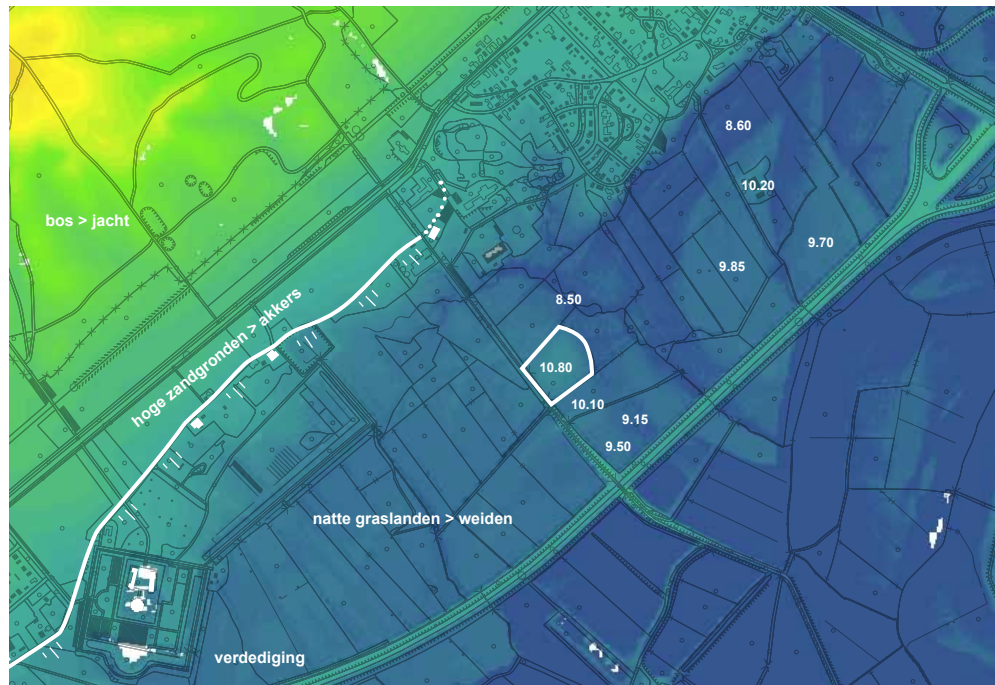 8.60
10.20
bos > jacht
9.70
9.85
8.50
hoge zandgronden > akkers
10.80
10.10
9.15
9.50
natte graslanden > weiden
verdediging